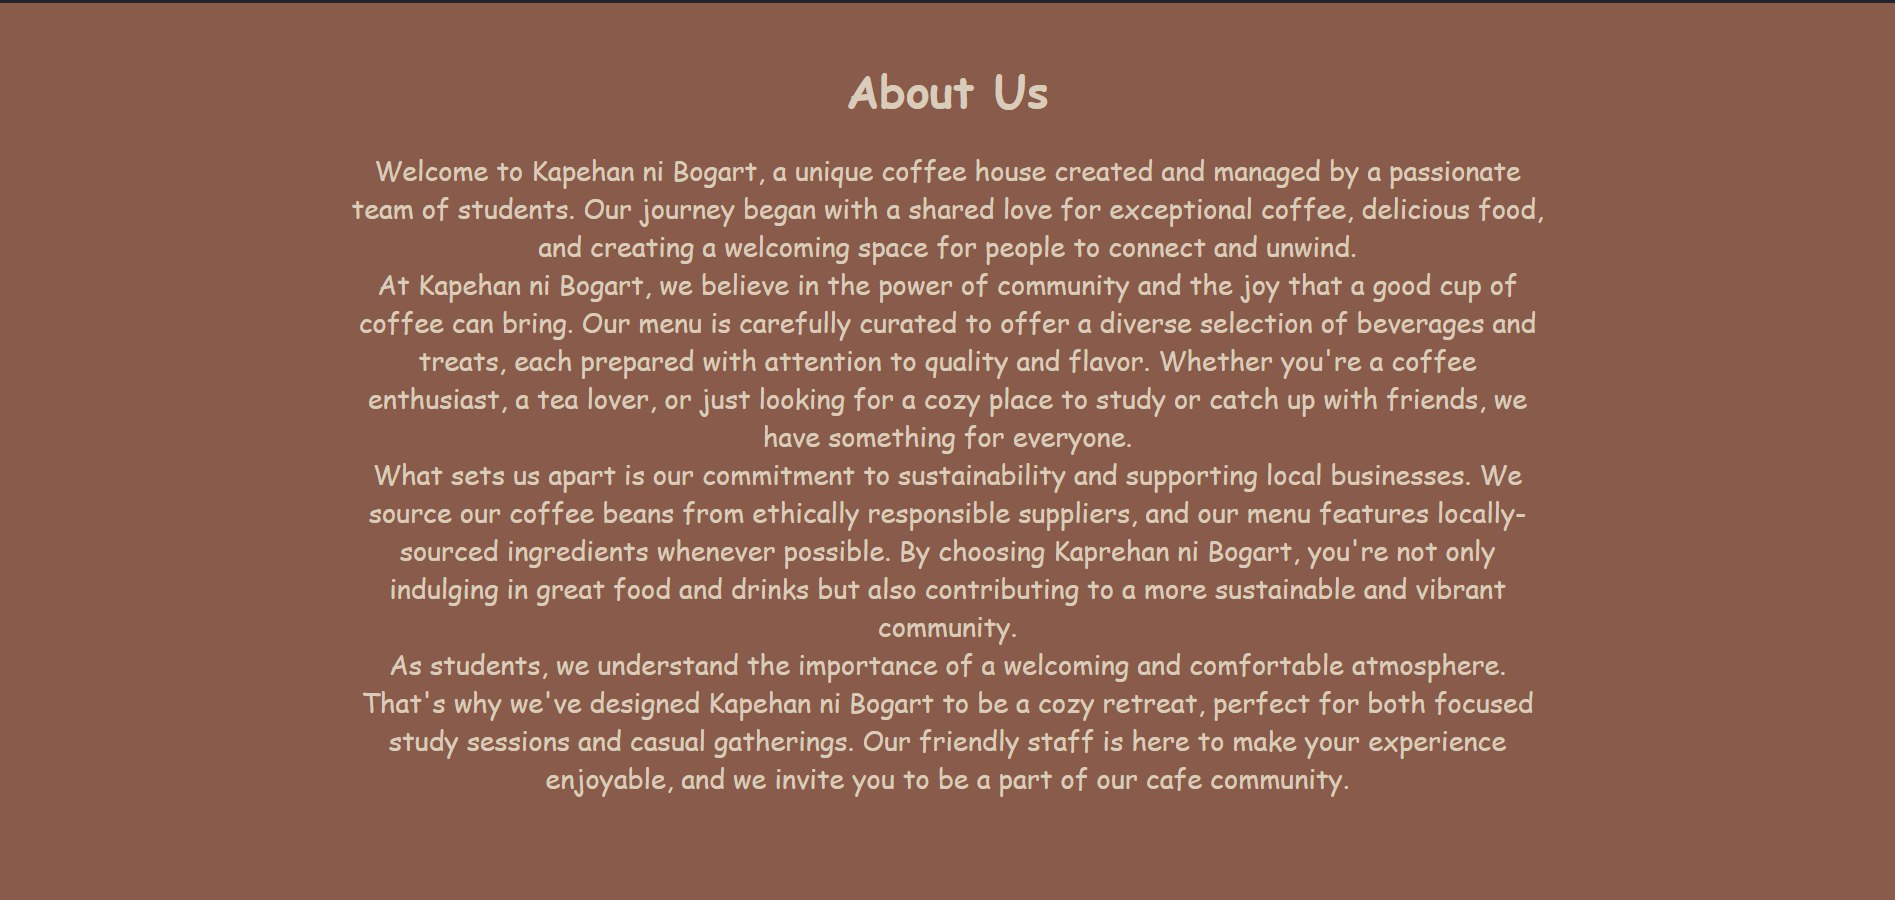 About Us
Welcome to Kapehan ni Bogart, a unique coffee house created and managed by a passionate
team of students. Our journey began with a shared love for exceptional coffee, delicious food,
and creating a welcoming space for people to connect and unwind.
At Kapehan ni Bogart, we believe in the power of community and the joy that a good cup of
coffee can bring. Our menu is carefully curated to offer a diverse selection of beverages and
treats, each prepared with attention to quality and flavor. Whether you're a coffee
enthusiast, a tea lover, or just looking for a cozy place to study or catch up with friends, we
have something for everyone.
What sets us apart is our commitment to sustainability and supporting local businesses. We
source our coffee beans from ethically responsible suppliers, and our menu features locally-
sourced ingredients whenever possible. By choosing Kaprehan ni Bogart, you're not only
indulging in great food and drinks but also contributing to a more sustainable and vibrant
community.
As students, we understand the importance of a welcoming and comfortable atmosphere.
That's why we've designed Kapehan ni Bogart to be a cozy retreat, perfect for both focused
study sessions and casual gatherings. Our friendly staff is here to make your experience
enjoyable, and we invite you to be a part of our cafe community.